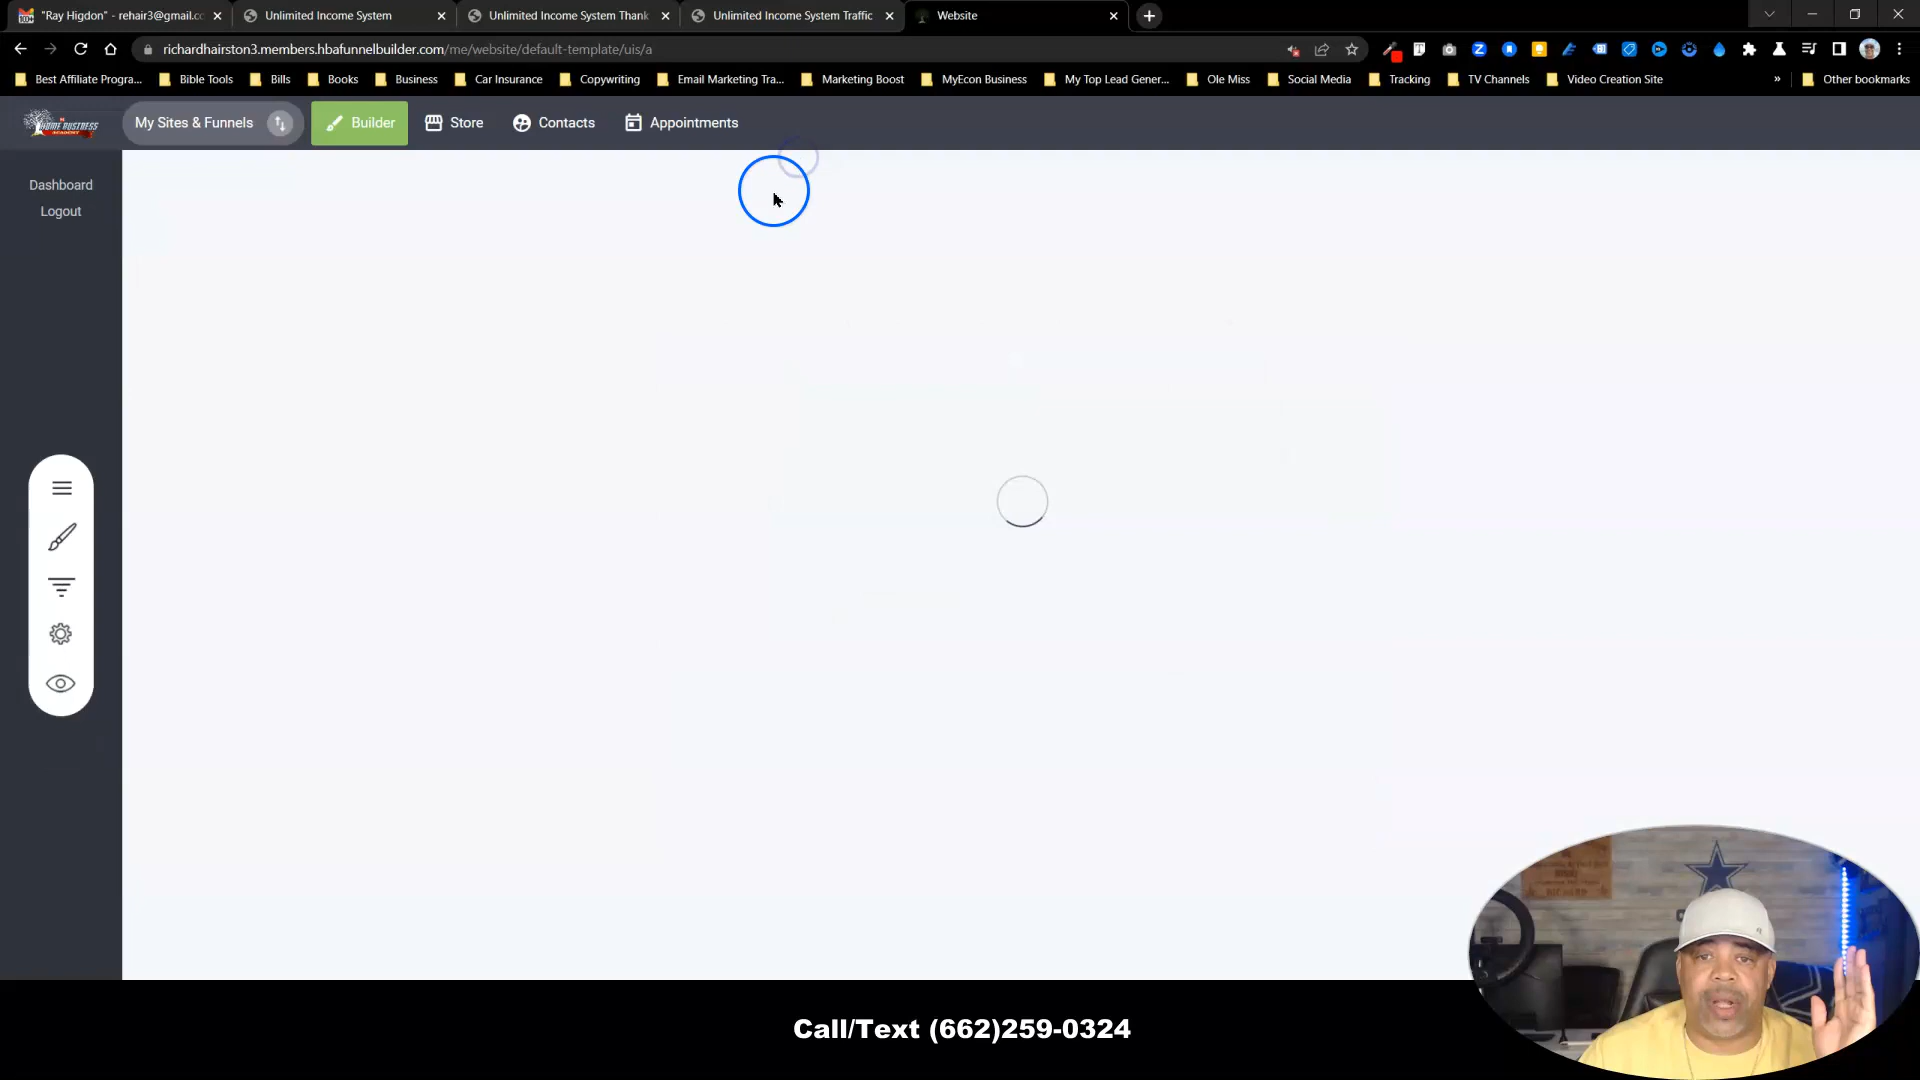 "Ray Higdon" - rehair3@gmail.co
Unlimited Income System
Unlimited Income System Thank
Unlimited Income System Traffic
Website
richardhairston3.members.hbafunnelbuilder.com/me/website/default-template/uis/a
Best Affiliate Progra...
Bible Tools
Bills
Books
Business
Car Insurance
Copywriting
Email Marketing Tra...
Marketing Boost
MyEcon Business
My Top Lead Gener...
Ole Miss
Social Media
Tracking
TV Channels
Video Creation Site
»
Other bookmarks
HOME BUSINESS
My Sites & Funnels
Builder
Store
Contacts
Appointments
Dashboard
Logout
Call/Text (662)259-0324